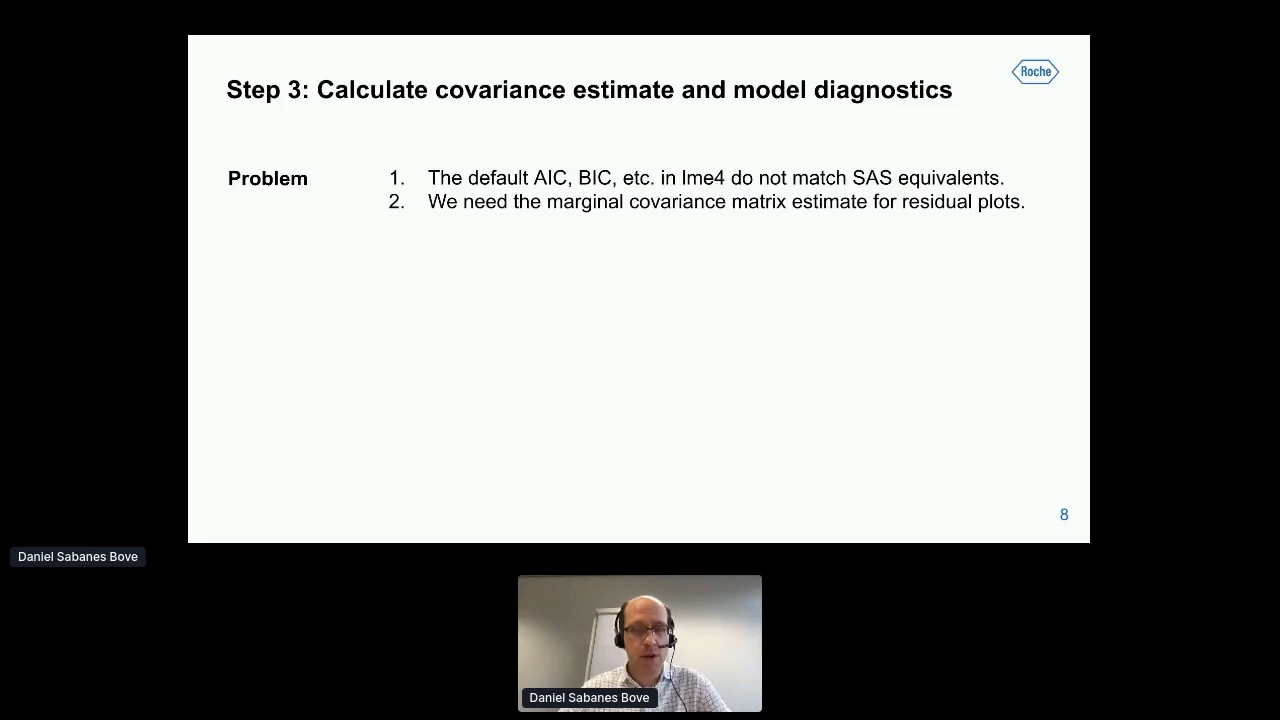 Step 3: Calculate covariance estimate and model diagnostics
Roche
Problem
1. The default AIC, BIC, etc. in lme4 do not match SAS equivalents.
2. We need the marginal covariance matrix estimate for residual plots.
8
Daniel Sabanes Bove
Daniel Sabanes Bove